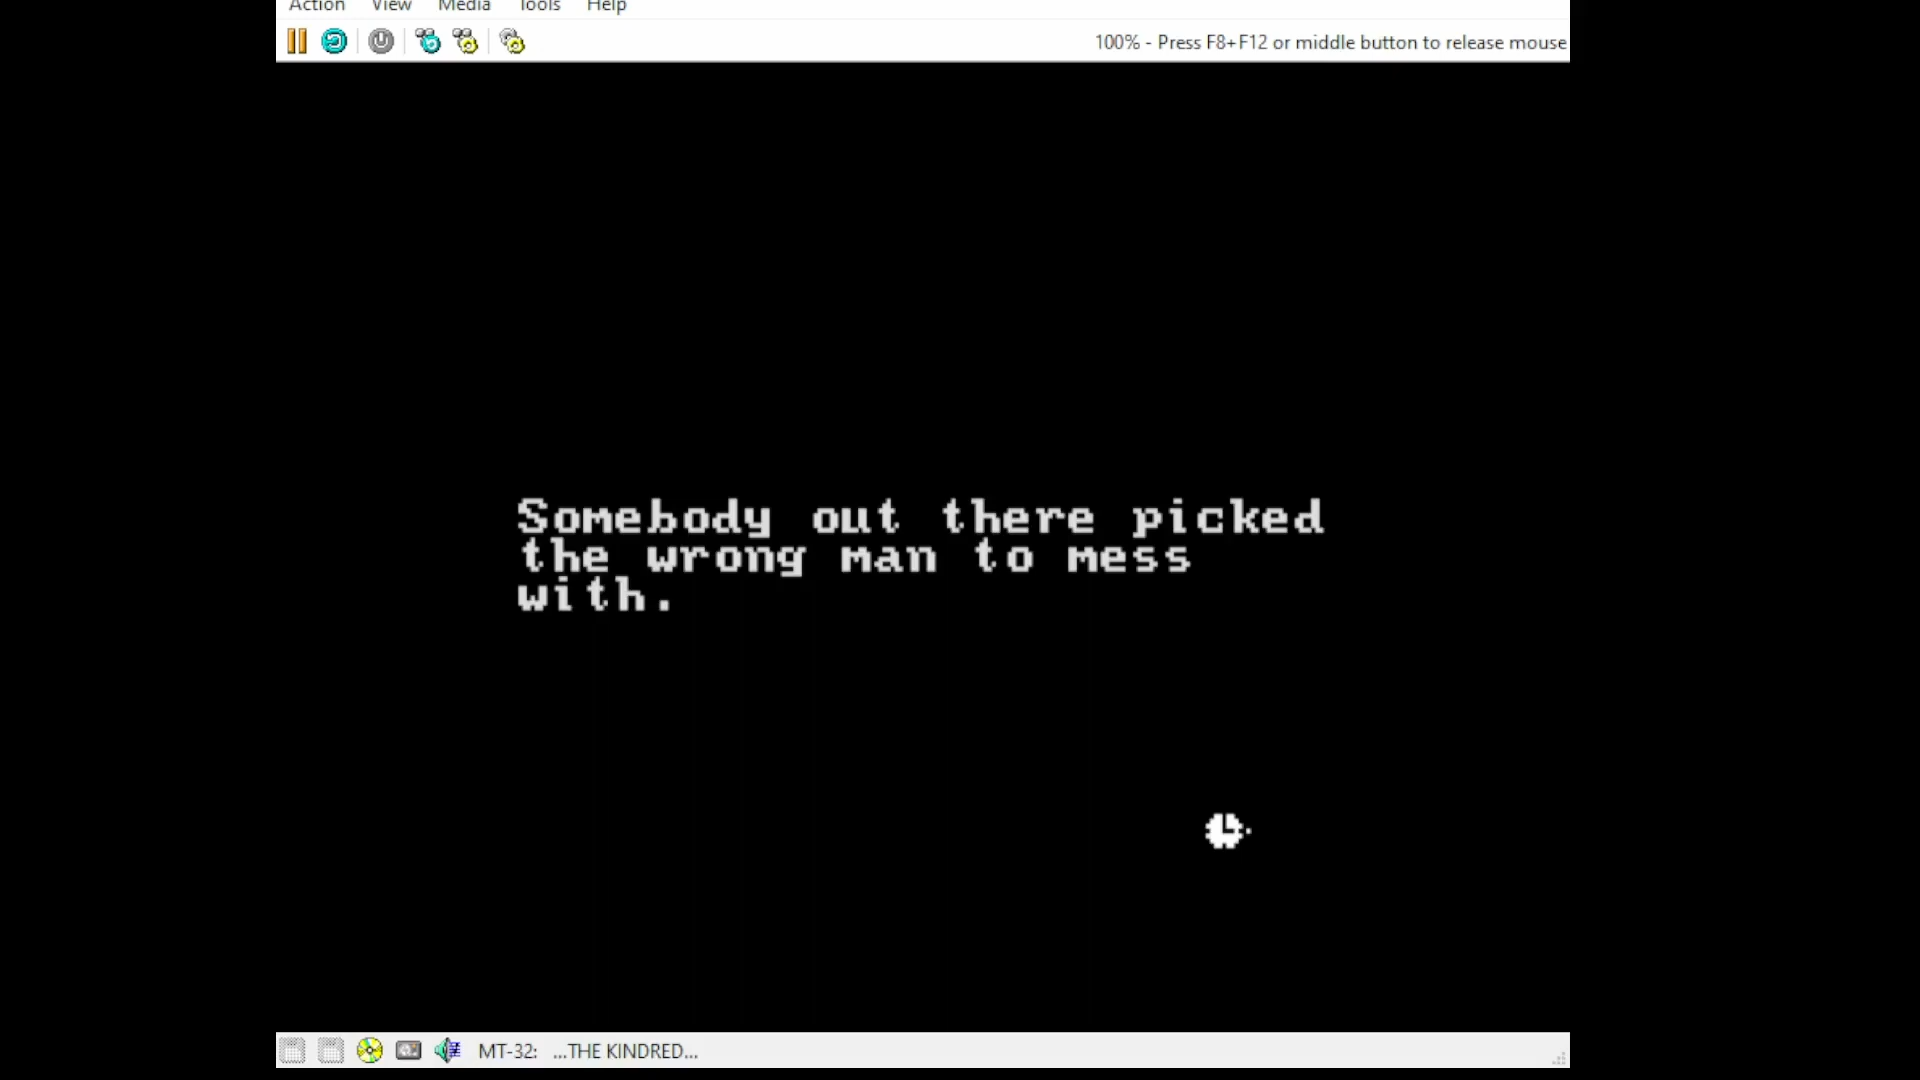 Action View Media Tools Help
100% - Press F8+F12 or middle button to release mouse
Somebody out there picked
the wrong man to mess
with.
MT-32: ...THE KINDRED...